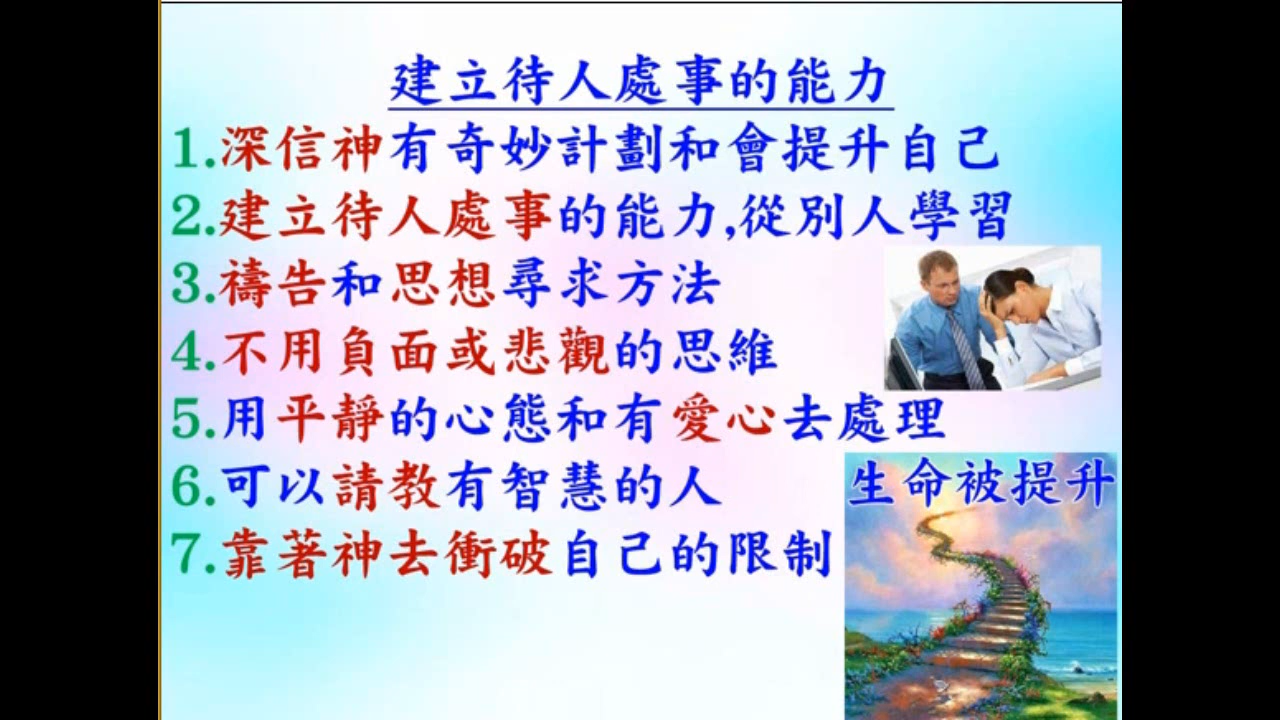 建立待人處事的能力
1.深信神有奇妙計劃和會提升自己
2.建立待人處事的能力,從別人學習
3.禱告和思想尋求方法
4.不用負面或悲觀的思維
5.用平靜的心態和有愛心去處理
6.可以請教有智慧的人
7.靠著神去衝破自己的限制
生命被提升